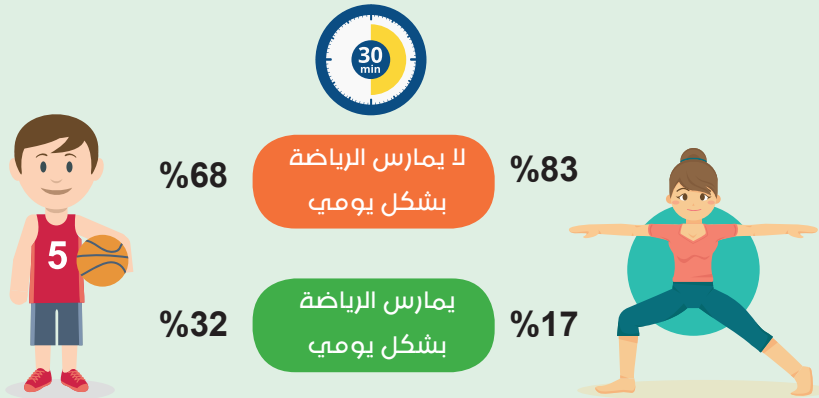 30
min
لا يمارس الرياضة
بشكل يومي
%83
%68
يمارس الرياضة
بشكل يومي
%17
%32
5